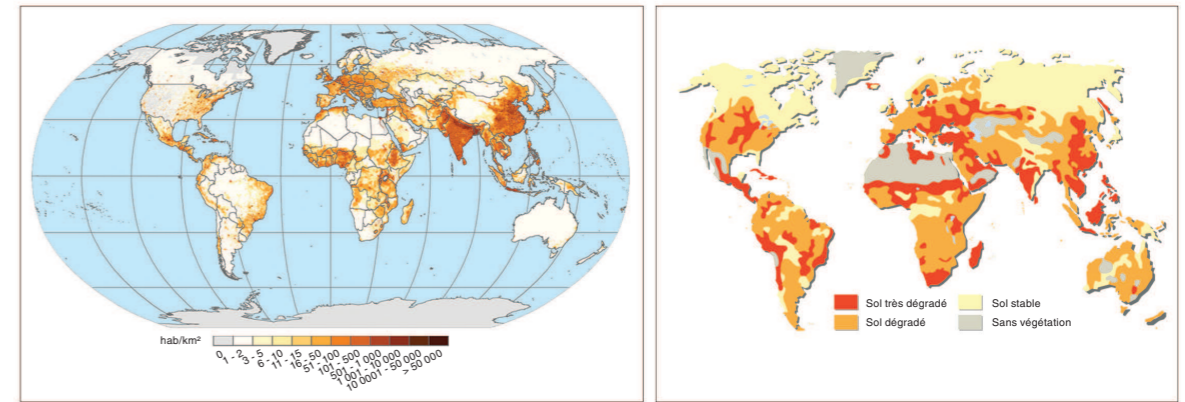 hab/km²
0
1 - 2
3 - 5
6 - 10
11 - 15
16 - 50
51 - 100
101 - 500
501 - 1 000
1 001 - 10 000
10 0001 - 50 000
> 50 000
Sol très dégradé
Sol stable
Sol dégradé
Sans végétation